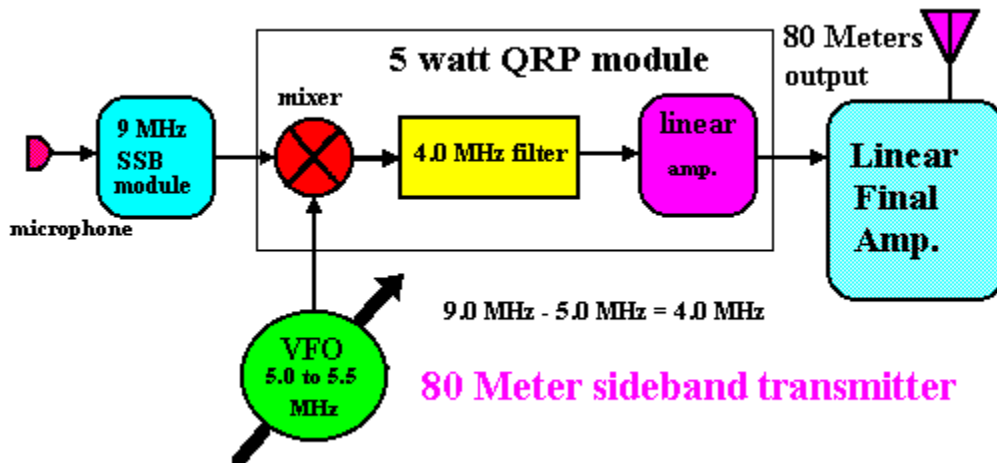 80 Meters
output
5 watt QRP module
mixer
9 MHz
SSB
module
4.0 MHz filter
linear
amp.
Linear
Final
Amp.
microphone
9.0 MHz - 5.0 MHz = 4.0 MHz
VFO
5.0 to 5.5
MHz
80 Meter sideband transmitter